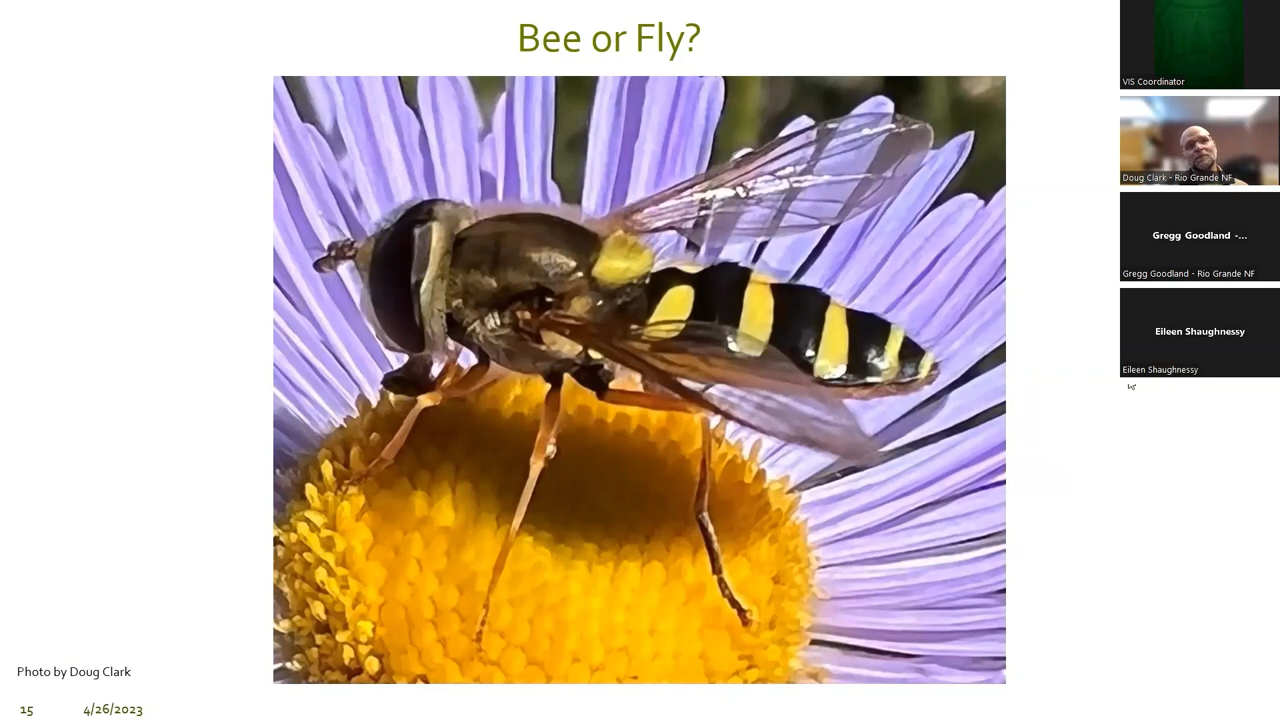 Bee or Fly?
VIS Coordinator
Doug Clark - Rio Grande NF
Gregg Goodland -...
Gregg Goodland - Rio Grande NF
Eileen Shaughnessy
Eileen Shaughnessy
Photo by Doug Clark
15 4/26/2023